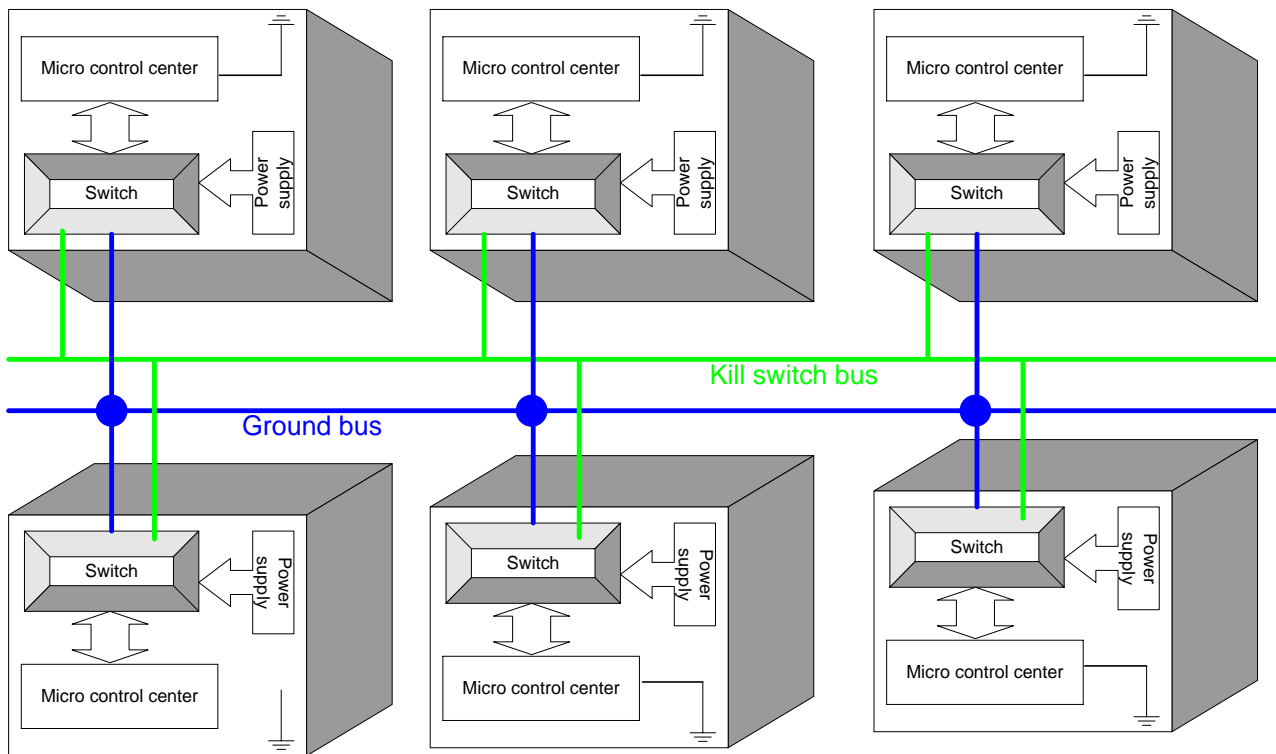 Micro control center
Power
supply
Switch
Micro control center
Power
supply
Switch
Micro control center
Power
supply
Switch
Kill switch bus
Ground bus
Switch
Power
supply
Micro control center
Switch
Power
supply
Micro control center
Switch
Power
supply
Micro control center